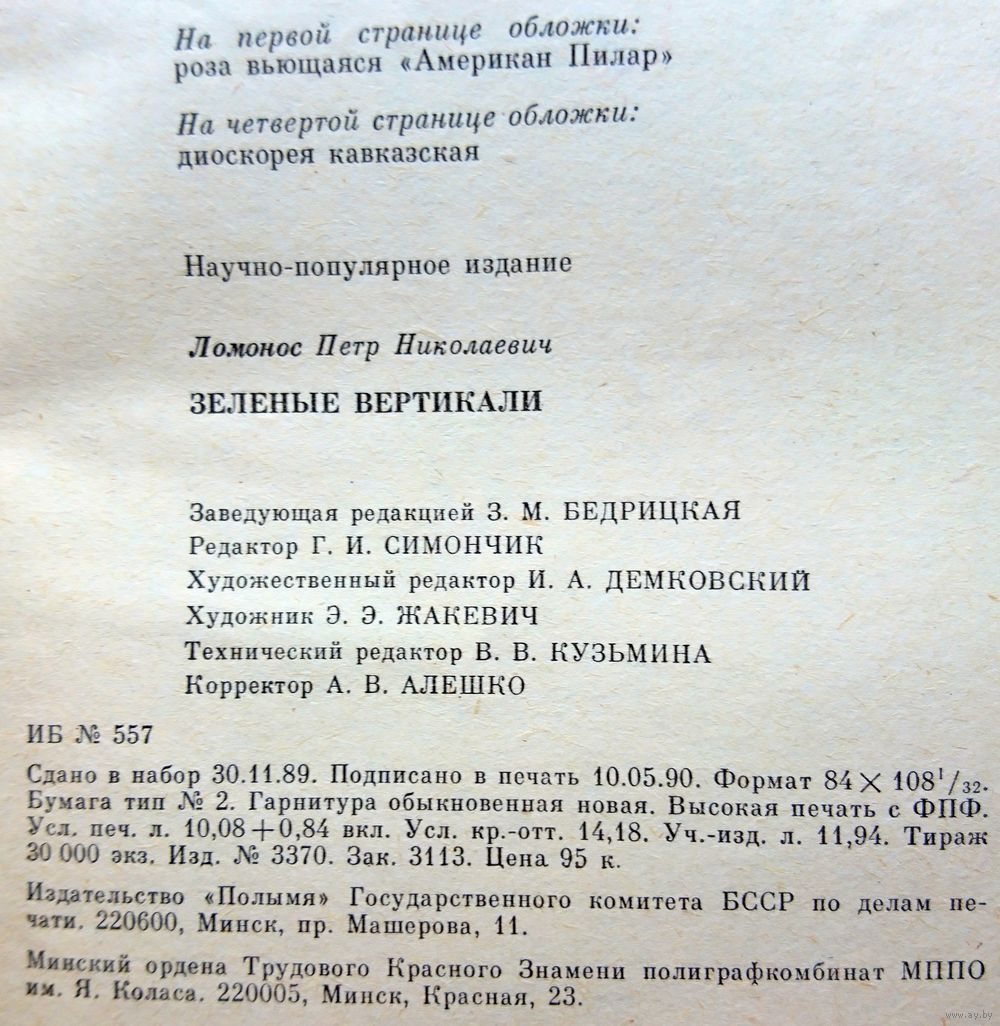 На первой странице обложки:
роза вьющаяся «Американ Пилар»
На четвертой странице обложки:
диоскорея кавказская
Научно-популярное издание
Ломонос Петр Николаевич
ЗЕЛЕНЫЕ ВЕРТИКАЛИ
Заведующая редакцией З. М. БЕДРИЦКАЯ
Редактор Г. И. СИМОНЧИК
Художественный редактор И. А. ДЕМКОВСКИЙ
Художник Э. Э. ЖАКЕВИЧ
Технический редактор В. В. КУЗЬМИНА
Корректор А. В. АЛЕШКО
ИБ № 557
Сдано в набор 30.11.89. Подписано в печать 10.05.90. Формат 84×108¹/₃₂.
Бумага тип № 2. Гарнитура обыкновенная новая. Высокая печать с ФПФ.
Усл. печ. л. 10,08+0,84 вкл. Усл. кр.-отт. 14,18. Уч.-изд. л. 11,94. Тираж
30 000 экз. Изд. № 3370. Зак. 3113. Цена 95 к.
Издательство «Полымя» Государственного комитета БССР по делам пе-
чати. 220600, Минск, пр. Машерова, 11.
Минский ордена Трудового Красного Знамени полиграфкомбинат МППО
им. Я. Коласа. 220005, Минск, Красная, 23.
www.ay.by